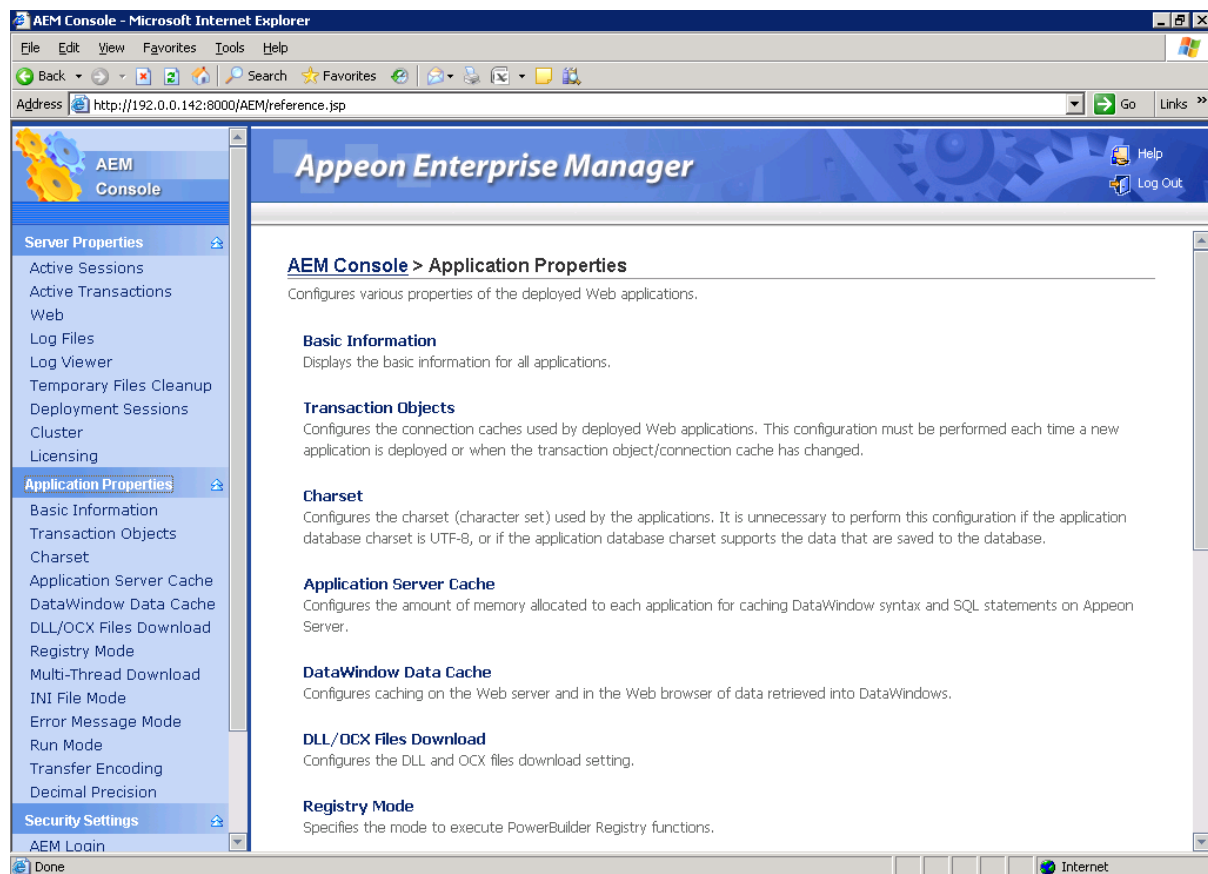 AEM Console - Microsoft Internet Explorer
File Edit View Favorites Tools Help
Back Search Favorites
Address http://192.0.0.142:8000/AEM/reference.jsp Go Links »
AEM
Console
Appeon Enterprise Manager
Help
Log Out
Server Properties
Active Sessions
Active Transactions
Web
Log Files
Log Viewer
Temporary Files Cleanup
Deployment Sessions
Cluster
Licensing
Application Properties
Basic Information
Transaction Objects
Charset
Application Server Cache
DataWindow Data Cache
DLL/OCX Files Download
Registry Mode
Multi-Thread Download
INI File Mode
Error Message Mode
Run Mode
Transfer Encoding
Decimal Precision
Security Settings
AEM Login
AEM Console > Application Properties
Configures various properties of the deployed Web applications.
Basic Information
Displays the basic information for all applications.
Transaction Objects
Configures the connection caches used by deployed Web applications. This configuration must be performed each time a new
application is deployed or when the transaction object/connection cache has changed.
Charset
Configures the charset (character set) used by the applications. It is unnecessary to perform this configuration if the application
database charset is UTF-8, or if the application database charset supports the data that are saved to the database.
Application Server Cache
Configures the amount of memory allocated to each application for caching DataWindow syntax and SQL statements on Appeon
Server.
DataWindow Data Cache
Configures caching on the Web server and in the Web browser of data retrieved into DataWindows.
DLL/OCX Files Download
Configures the DLL and OCX files download setting.
Registry Mode
Specifies the mode to execute PowerBuilder Registry functions.
Done Internet